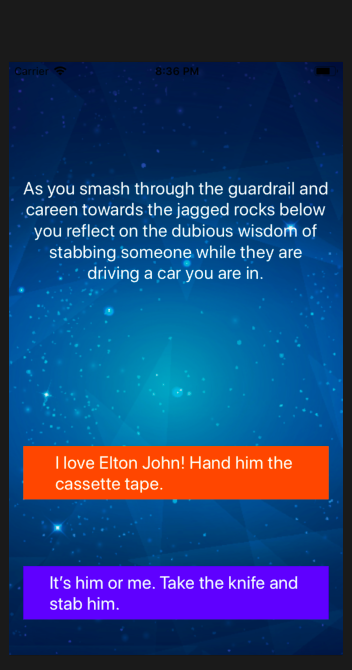 Carrier 8:36 PM
As you smash through the guardrail and
careen towards the jagged rocks below
you reflect on the dubious wisdom of
stabbing someone while they are
driving a car you are in.
I love Elton John! Hand him the
cassette tape.
It's him or me. Take the knife and
stab him.